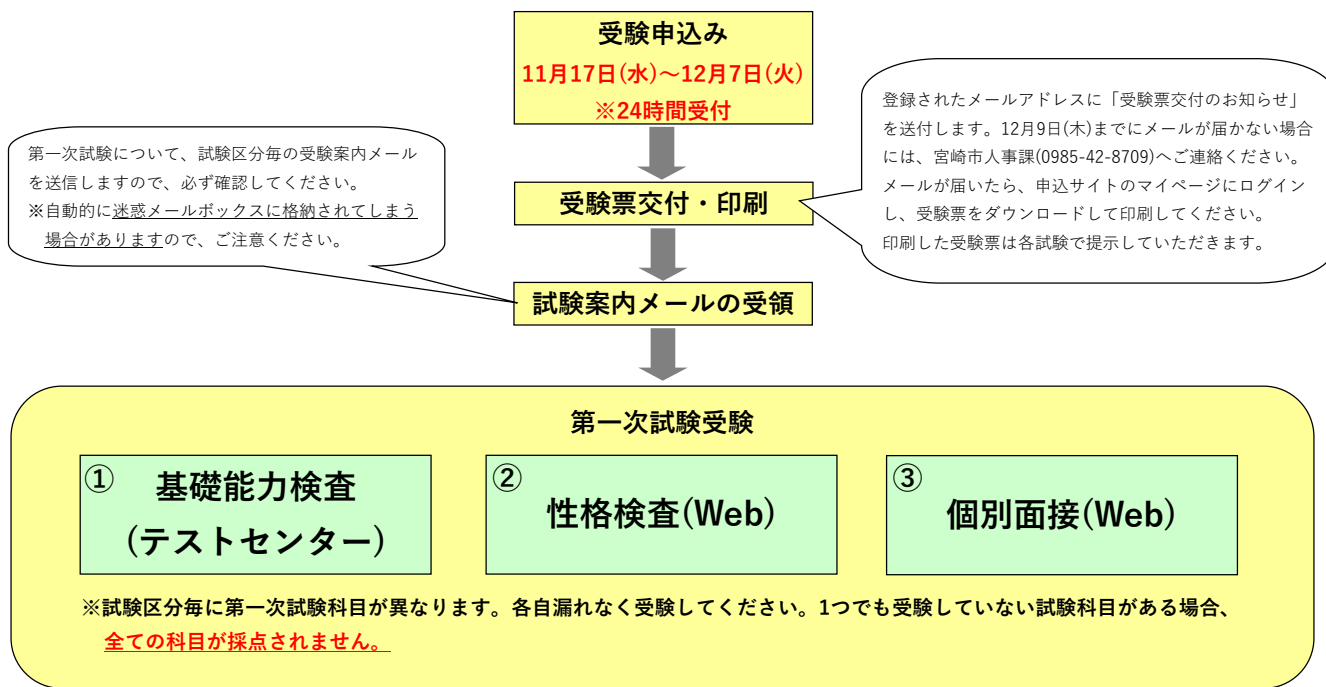 受験申込み
11月17日(水)～12月7日(火)
※24時間受付
登録されたメールアドレスに「受験票交付のお知らせ」
を送付します。12月9日(木)までにメールが届かない場合
には、宮崎市人事課(0985-42-8709)へご連絡ください。
メールが届いたら、申込サイトのマイページにログイン
し、受験票をダウンロードして印刷してください。
印刷した受験票は各試験で提示していただきます。
第一次試験について、試験区分毎の受験案内メール
を送信しますので、必ず確認してください。
※自動的に迷惑メールボックスに格納されてしまう
場合がありますので、ご注意ください。
受験票交付・印刷
試験案内メールの受領
第一次試験受験
① 基礎能力検査
(テストセンター)
② 性格検査(Web)
③ 個別面接(Web)
※試験区分毎に第一次試験科目が異なります。各自漏れなく受験してください。1つでも受験していない試験科目がある場合、
全ての科目が採点されません。